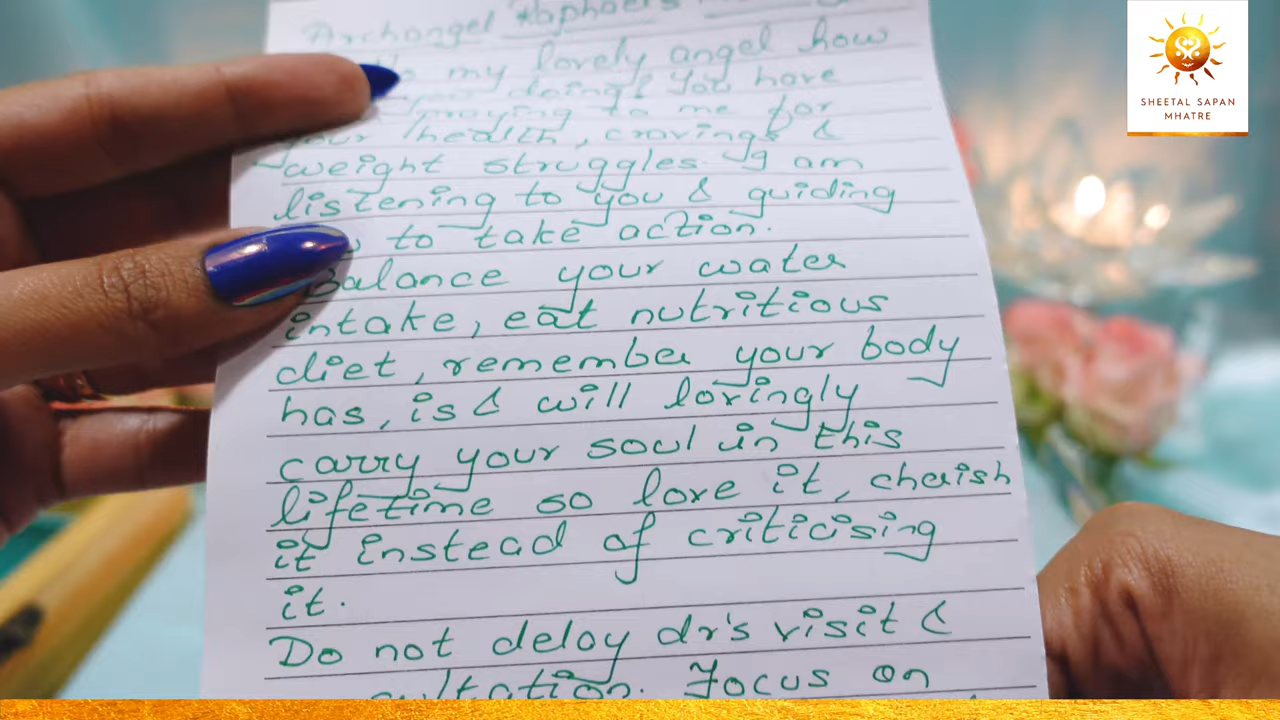 Archangel Raphaels
my lovely angel how
doing? You have
praying to me for
your health, cravings &
weight struggles. I am
listening to you & guiding
to take action.
Balance your water
intake, eat nutritious
diet, remember your body
has, is & will lovingly
carry your soul in this
lifetime so love it, cherish
it instead of criticising
it.
Do not delay dr's visit &
Focus on
SHEETAL SAPAN
MHATRE